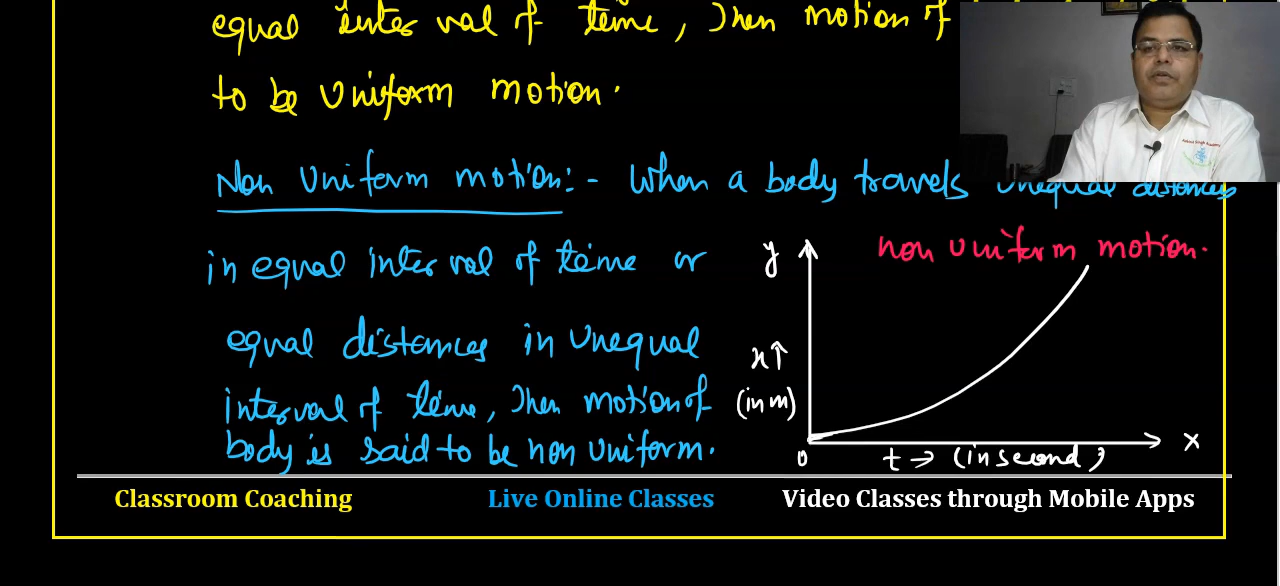 equal interval of time, Then motion of
to be Uniform motion.
Non Uniform motion:- When a body travels unequal distances
in equal interval of time or
equal distances in Unequal
interval of time, Then motion of
body is said to be non Uniform.
non Uniform motion.
y
x↑
(in m)
0
t → (in second)
X
Classroom Coaching
Live Online Classes
Video Classes through Mobile Apps